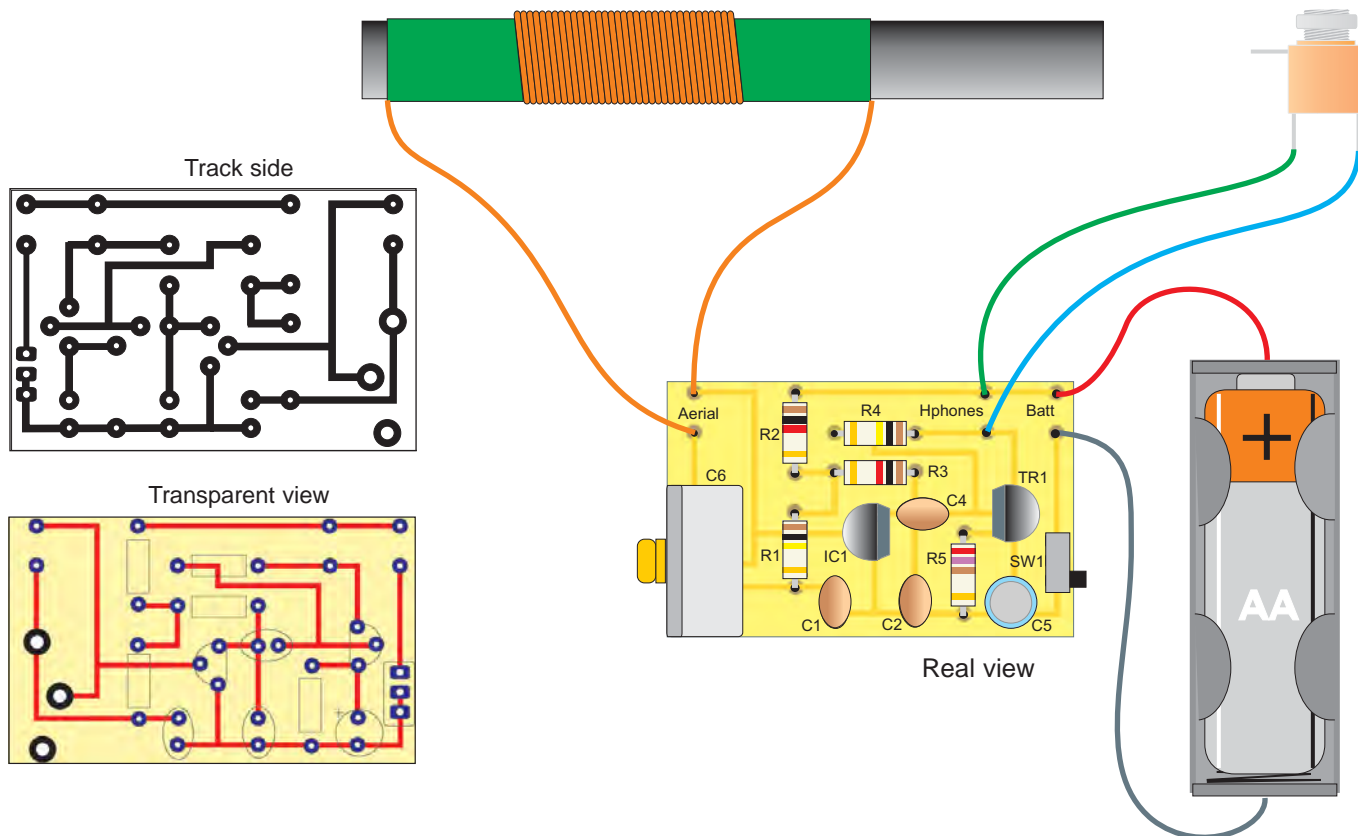 Track side
Transparent view
+
Aerial
Hphones
Batt
R2
R4
R3
C6
TR1
C4
R1
IC1
R5
SW1
C1
C2
C5
Real view
+
AA